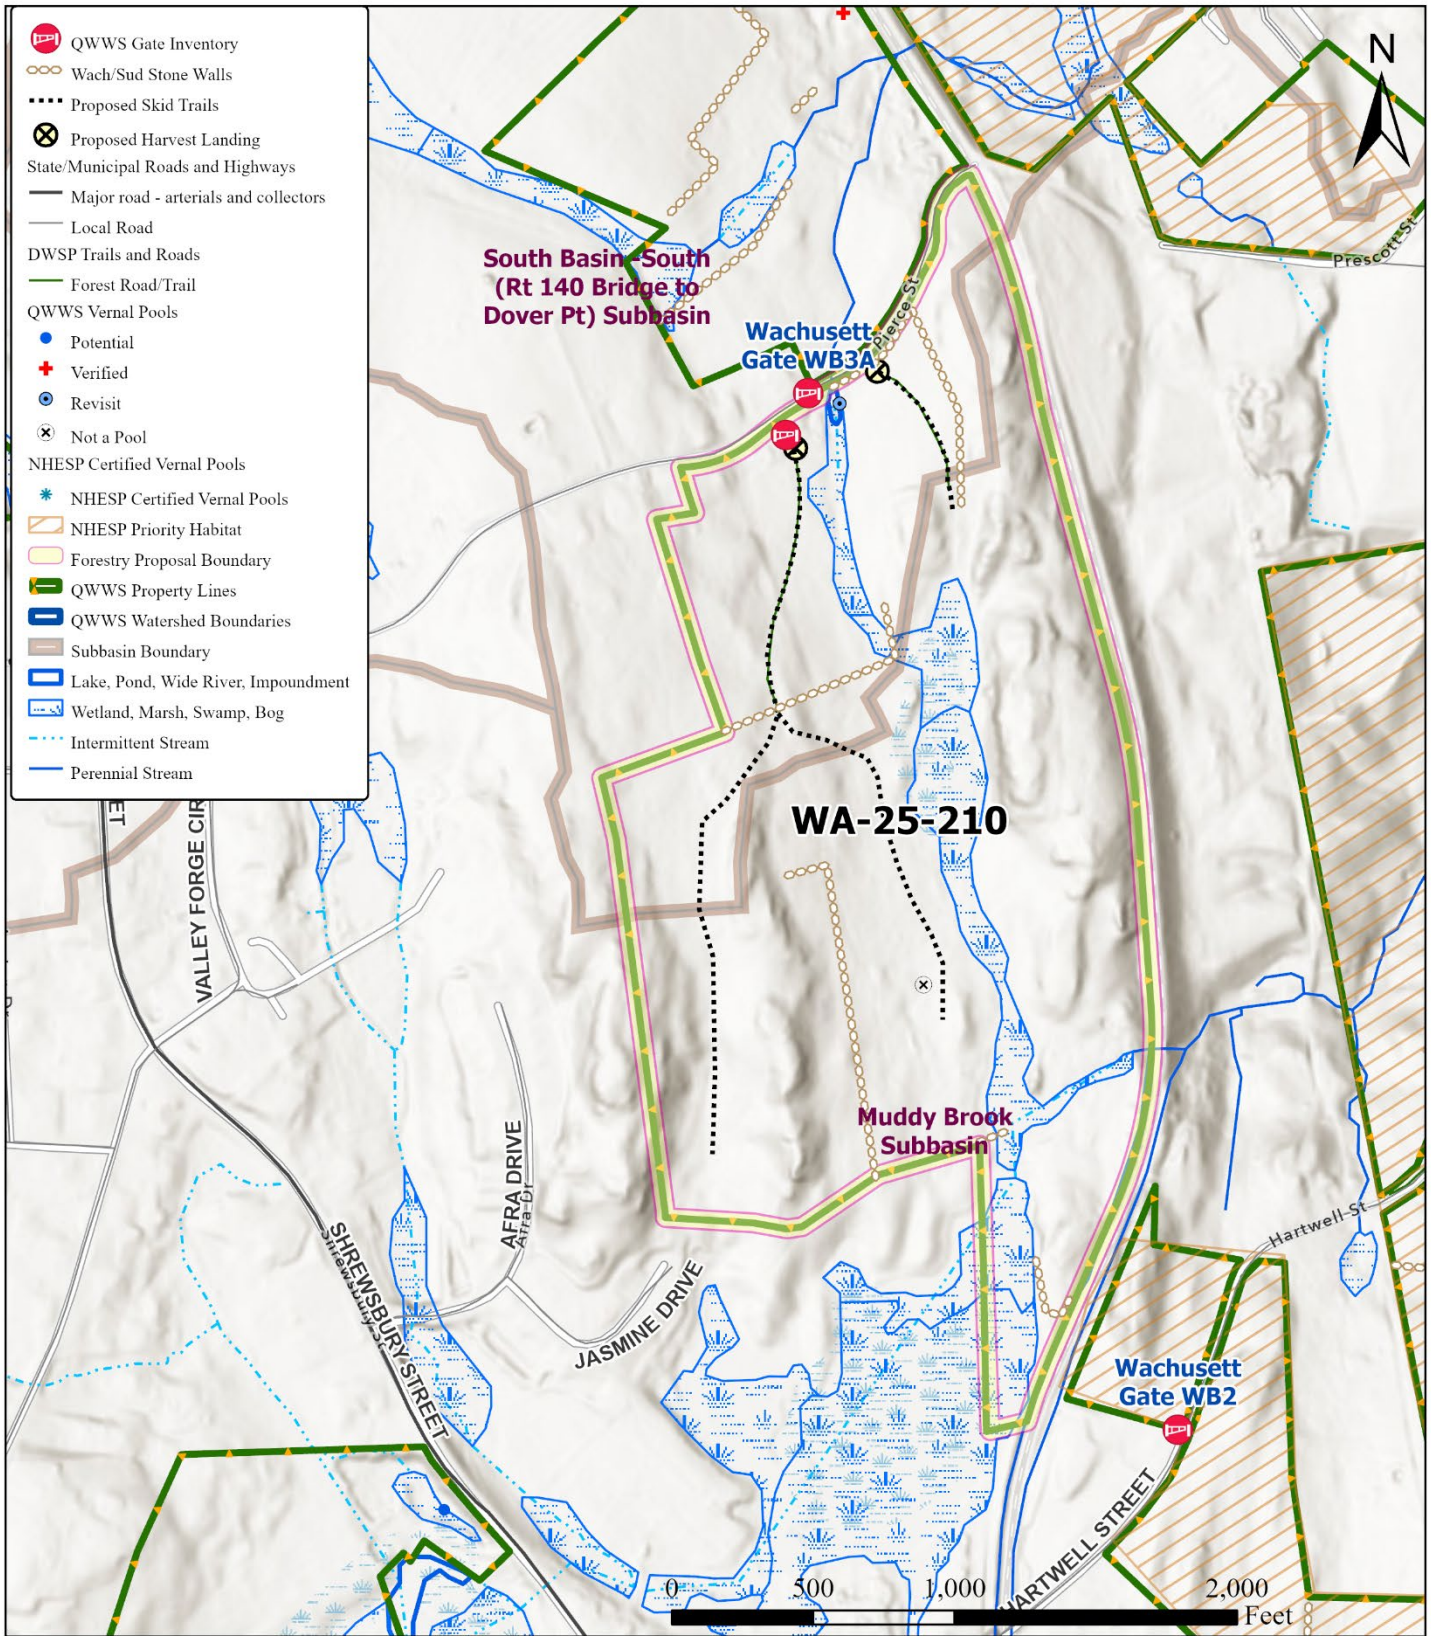 QWWS Gate Inventory
Wach/Sud Stone Walls
Proposed Skid Trails
Proposed Harvest Landing
State/Municipal Roads and Highways
Major road - arterials and collectors
Local Road
DWSP Trails and Roads
Forest Road/Trail
QWWS Vernal Pools
Potential
Verified
Revisit
Not a Pool
NHESP Certified Vernal Pools
NHESP Certified Vernal Pools
NHESP Priority Habitat
Forestry Proposal Boundary
QWWS Property Lines
QWWS Watershed Boundaries
Subbasin Boundary
Lake, Pond, Wide River, Impoundment
Wetland, Marsh, Swamp, Bog
Intermittent Stream
Perennial Stream
N
Prescott St
South Basin -South
(Rt 140 Bridge to
Dover Pt) Subbasin
Pierce St
Wachusett
Gate WB3A
WA-25-210
VALLEY FORGE CIR
Muddy Brook
Subbasin
AFRA DRIVE
Afra Dr
Hartwell St
SHREWSBURY STREET
Shrewsbury St
JASMINE DRIVE
Wachusett
Gate WB2
HARTWELL STREET
0 500 1,000 2,000
Feet